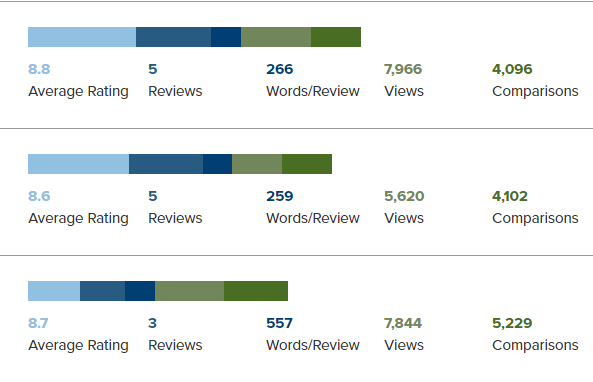 8.8 5 266 7,966 4,096
Average Rating Reviews Words/Review Views Comparisons
8.6 5 259 5,620 4,102
Average Rating Reviews Words/Review Views Comparisons
8.7 3 557 7,844 5,229
Average Rating Reviews Words/Review Views Comparisons